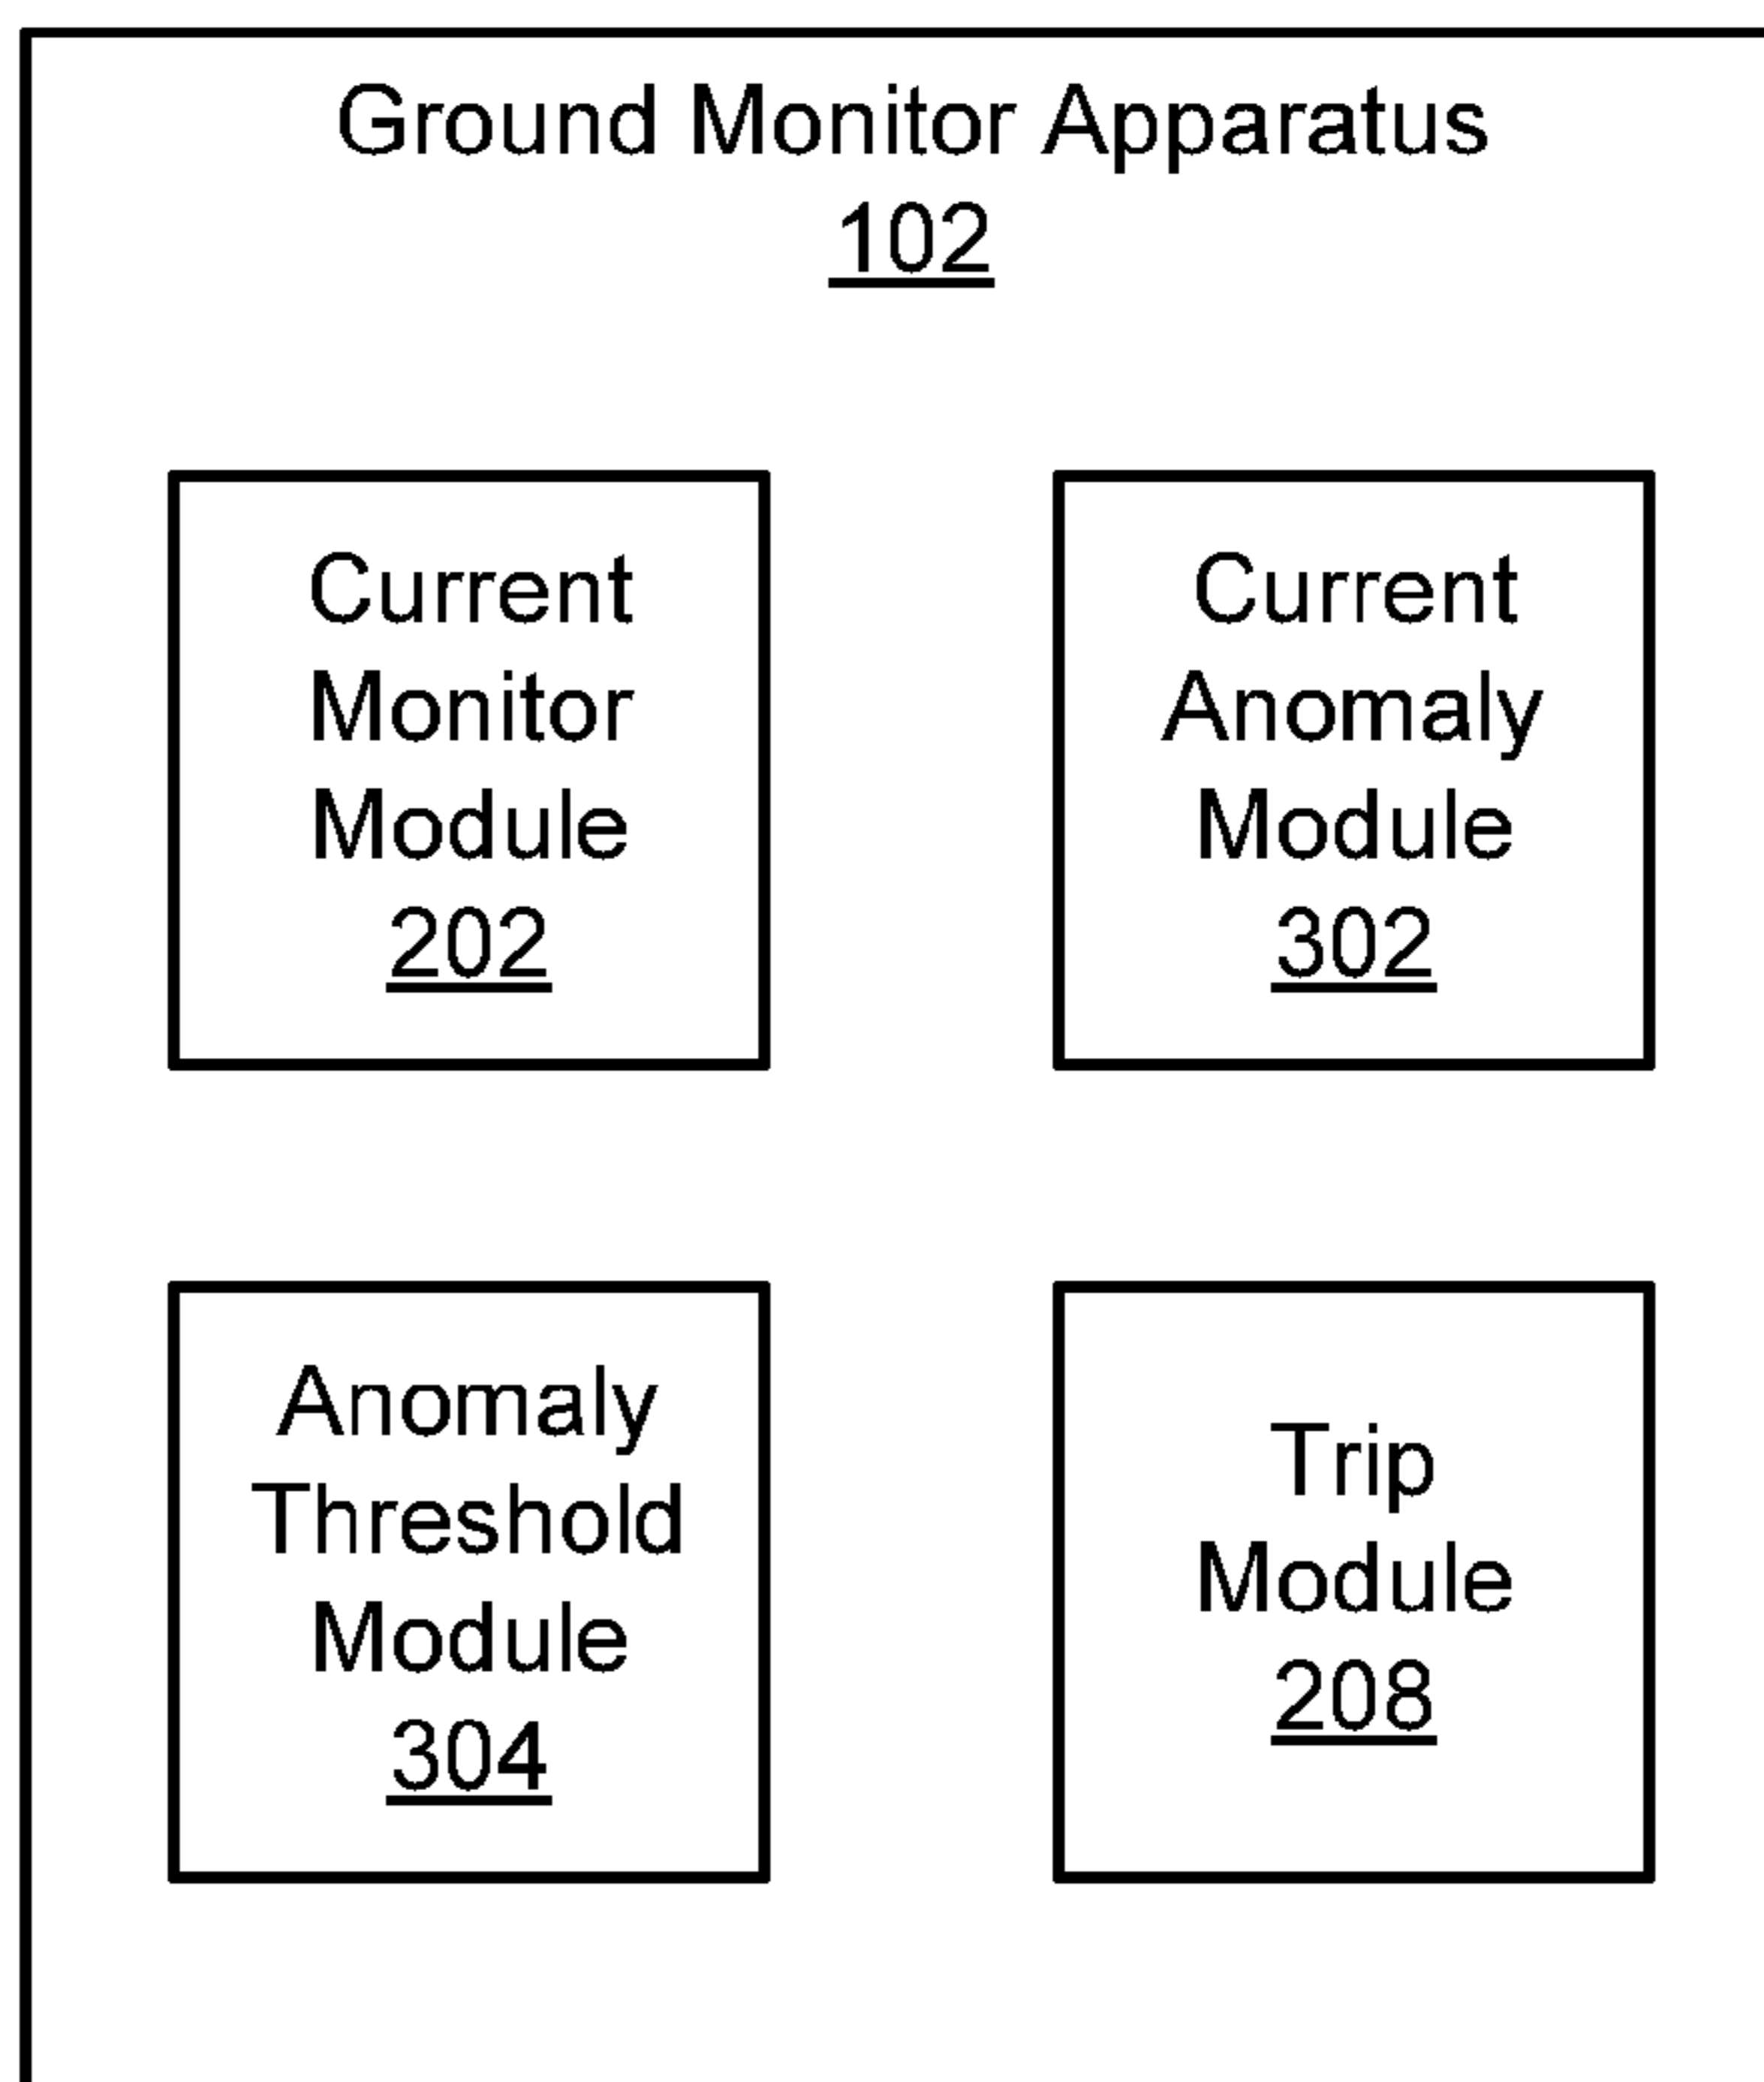 Ground Monitor Apparatus
102
Current
Monitor
Module
202
Current
Anomaly
Module
302
Anomaly
Threshold
Module
304
Trip
Module
208